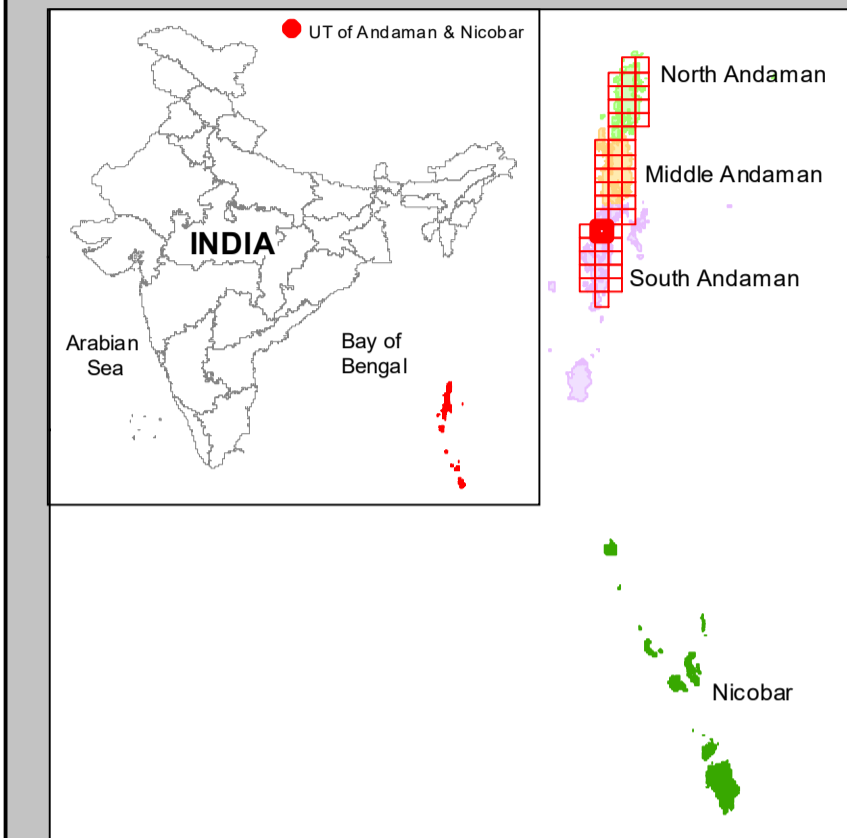 UT of Andaman & Nicobar
North Andaman
Middle Andaman
INDIA
South Andaman
Arabian
Sea
Bay of
Bengal
Nicobar